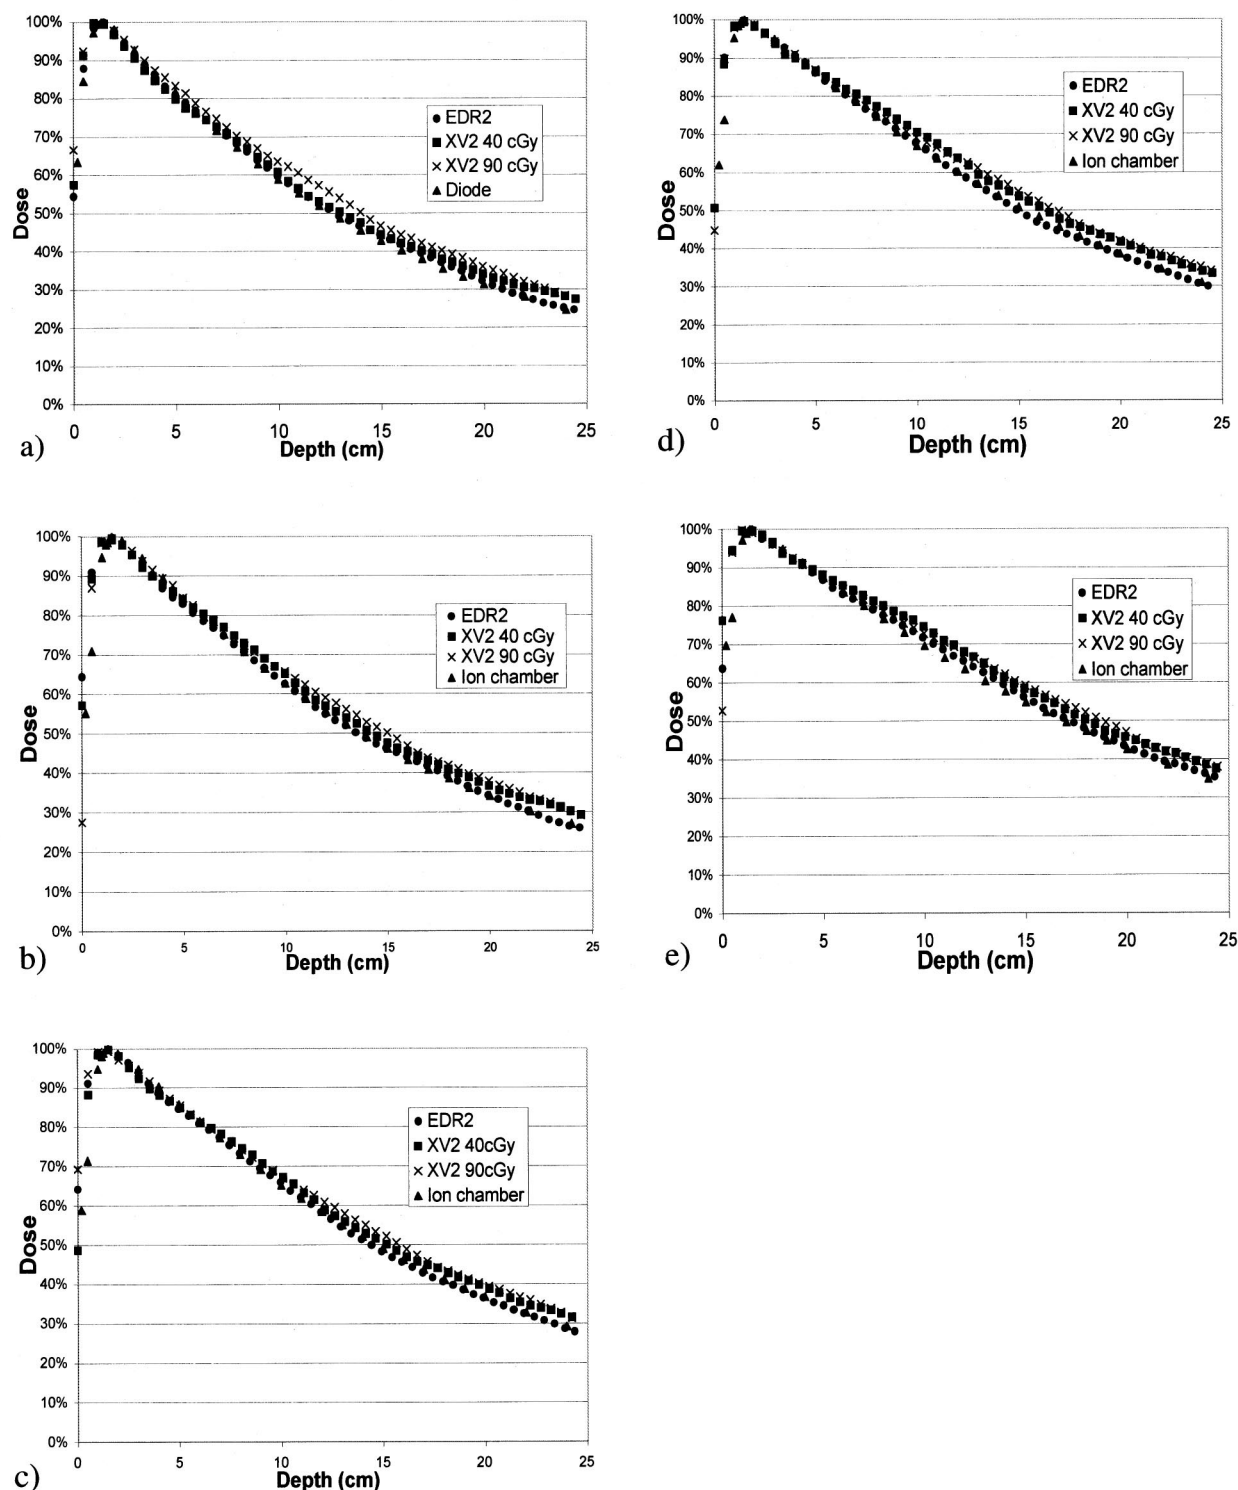 100%
90%
80%
70%
60%
50%
40%
30%
20%
10%
0%
Dose
EDR2
XV2 40 cGy
XV2 90 cGy
Diode
0 5 10 15 20 25
Depth (cm)
a)
100%
90%
80%
70%
60%
50%
40%
30%
20%
10%
0%
Dose
EDR2
XV2 40 cGy
XV2 90 cGy
Ion chamber
0 5 10 15 20 25
Depth (cm)
b)
100%
90%
80%
70%
60%
50%
40%
30%
20%
10%
0%
Dose
EDR2
XV2 40cGy
XV2 90cGy
Ion chamber
0 5 10 15 20 25
Depth (cm)
c)
100%
90%
80%
70%
60%
50%
40%
30%
20%
10%
0%
Dose
EDR2
XV2 40 cGy
XV2 90 cGy
Ion chamber
0 5 10 15 20 25
Depth (cm)
d)
100%
90%
80%
70%
60%
50%
40%
30%
20%
10%
0%
Dose
EDR2
XV2 40 cGy
XV2 90 cGy
Ion chamber
0 5 10 15 20 25
Depth (cm)
e)